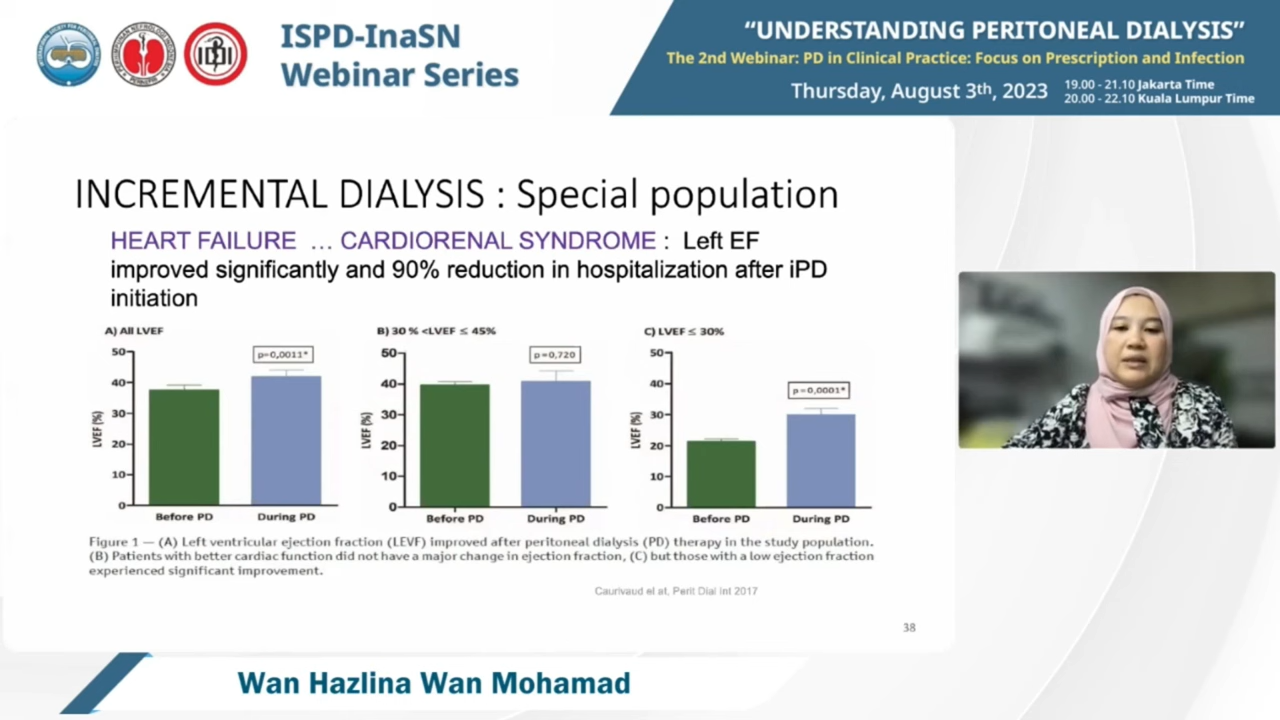 ISPD-InaSN
Webinar Series
“UNDERSTANDING PERITONEAL DIALYSIS”
The 2nd Webinar: PD in Clinical Practice: Focus on Prescription and Infection
Thursday, August 3th, 2023
19.00 - 21.10 Jakarta Time
20.00 - 22.10 Kuala Lumpur Time
INCREMENTAL DIALYSIS : Special population
HEART FAILURE … CARDIORENAL SYNDROME : Left EF
improved significantly and 90% reduction in hospitalization after iPD
initiation
A) All LVEF
50
40
30
20
10
0
LVEF (%)
p=0,0011*
Before PD
During PD
B) 30 % <LVEF ≤ 45%
50
40
30
20
10
0
LVEF (%)
p=0,720
Before PD
During PD
C) LVEF ≤ 30%
50
40
30
20
10
0
LVEF (%)
p=0,0001*
Before PD
During PD
Figure 1 — (A) Left ventricular ejection fraction (LEVF) improved after peritoneal dialysis (PD) therapy in the study population.
(B) Patients with better cardiac function did not have a major change in ejection fraction, (C) but those with a low ejection fraction
experienced significant improvement.
Caurivaud el at, Perit Dial Int 2017
38
Wan Hazlina Wan Mohamad